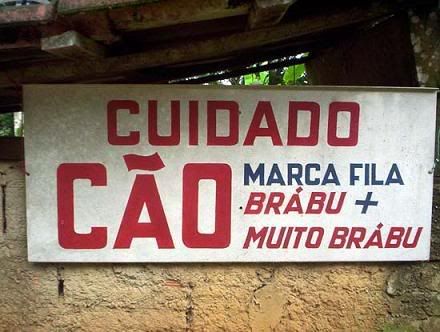 CUIDADO
CÃO MARCA FILA
BRÁBU +
MUITO BRÁBU